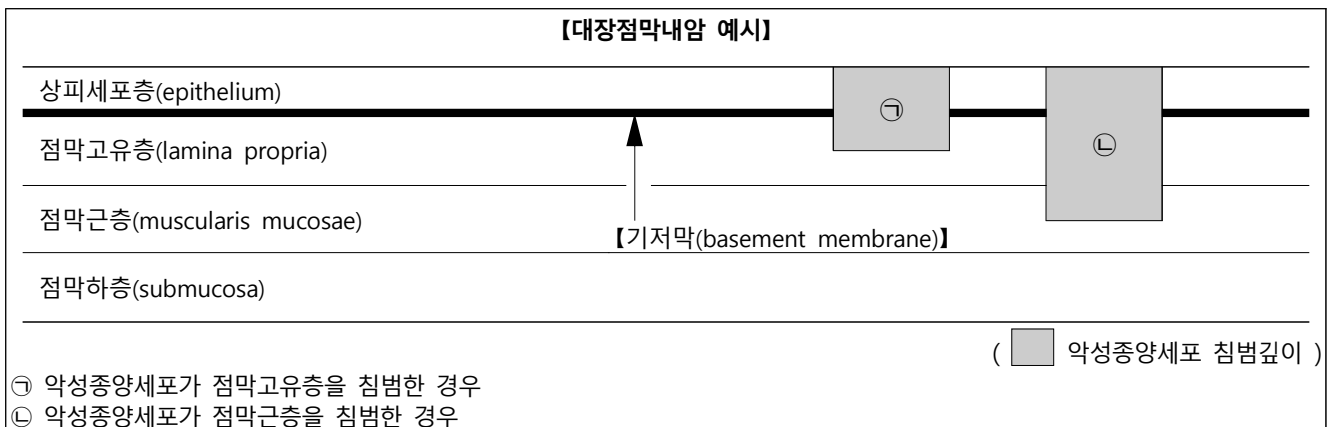 【대장점막내암 예시】
상피세포층(epithelium)
㉠
점막고유층(lamina propria)
㉡
점막근층(muscularis mucosae)
【기저막(basement membrane)】
점막하층(submucosa)
( 악성종양세포 침범깊이 )
㉠ 악성종양세포가 점막고유층을 침범한 경우
㉡ 악성종양세포가 점막근층을 침범한 경우